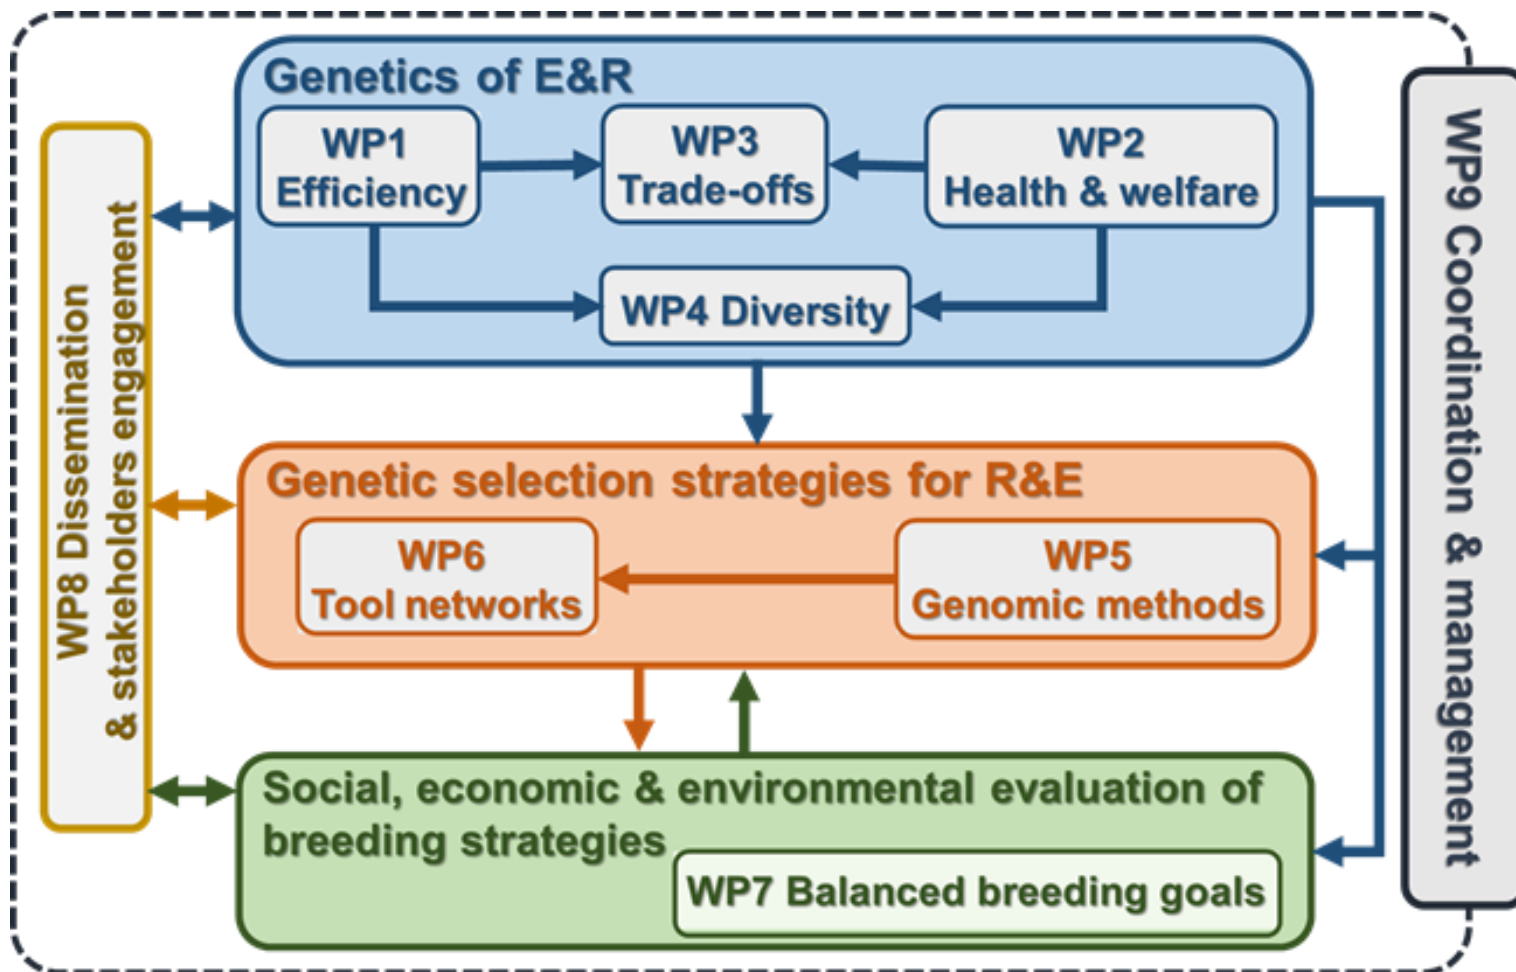 Genetics of E&R
WP1
Efficiency
WP3
Trade-offs
WP2
Health & welfare
WP4 Diversity
WP8 Dissemination
& stakeholders engagement
Genetic selection strategies for R&E
WP6
Tool networks
WP5
Genomic methods
Social, economic & environmental evaluation of
breeding strategies
WP7 Balanced breeding goals
WP9 Coordination & management